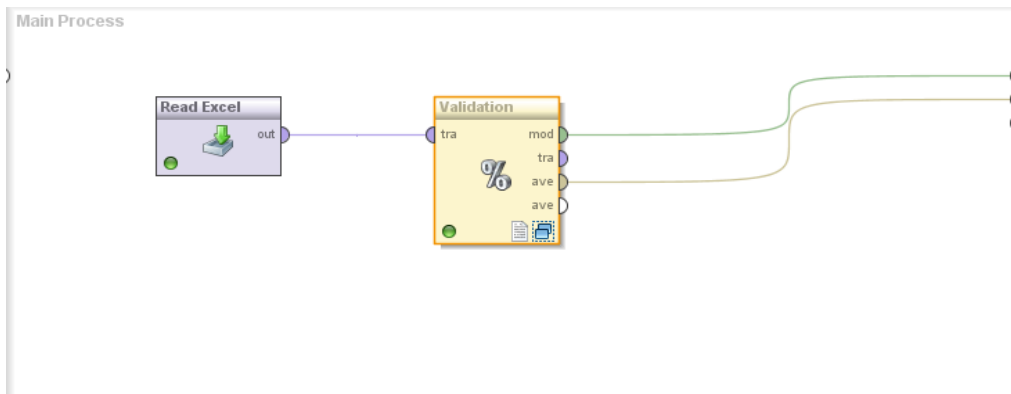 Main Process
Read Excel
out
Validation
tra
mod
tra
ave
ave